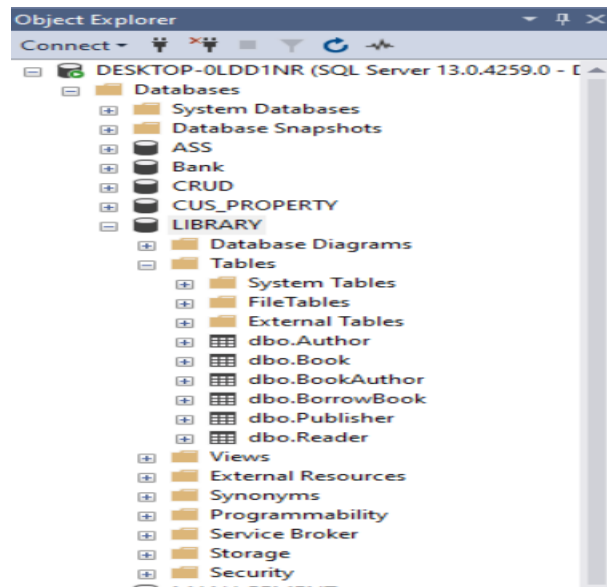 Object Explorer
Connect
DESKTOP-0LDD1NR (SQL Server 13.0.4259.0 - D
Databases
System Databases
Database Snapshots
ASS
Bank
CRUD
CUS_PROPERTY
LIBRARY
Database Diagrams
Tables
System Tables
FileTables
External Tables
dbo.Author
dbo.Book
dbo.BookAuthor
dbo.BorrowBook
dbo.Publisher
dbo.Reader
Views
External Resources
Synonyms
Programmability
Service Broker
Storage
Security